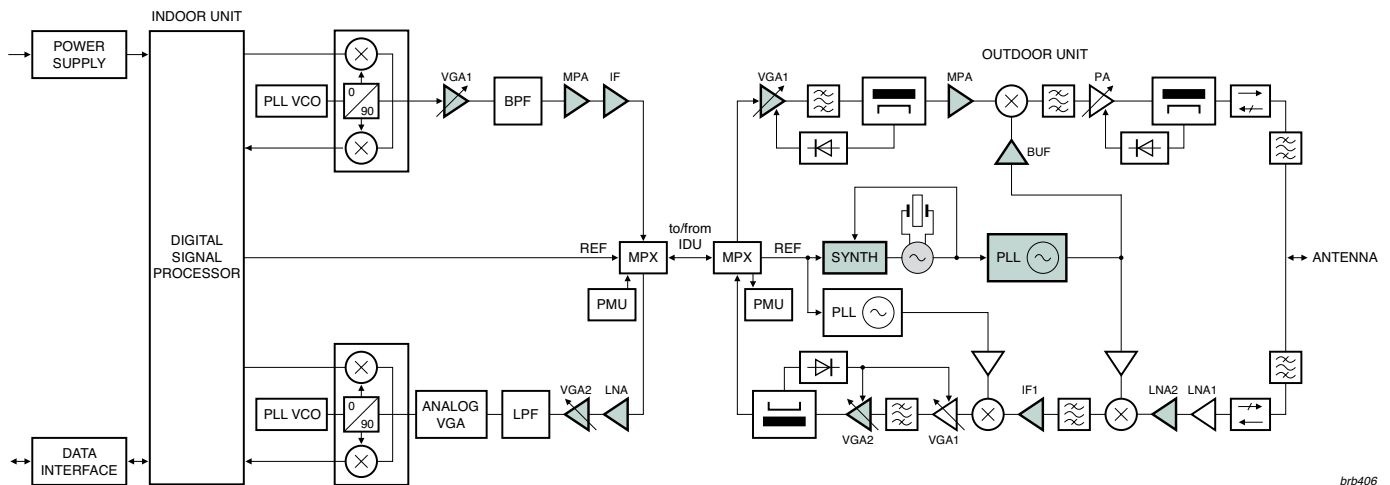 INDOOR UNIT
POWER
SUPPLY
DIGITAL
SIGNAL
PROCESSOR
DATA
INTERFACE
PLL VCO
0
90
VGA1
BPF
MPA
IF
REF
MPX
PMU
to/from
IDU
PLL VCO
0
90
ANALOG
VGA
LPF
VGA2
LNA
OUTDOOR UNIT
VGA1
MPA
PA
BUF
MPX
REF
PMU
SYNTH
PLL
PLL
ANTENNA
VGA2
VGA1
IF1
LNA2
LNA1
brb406